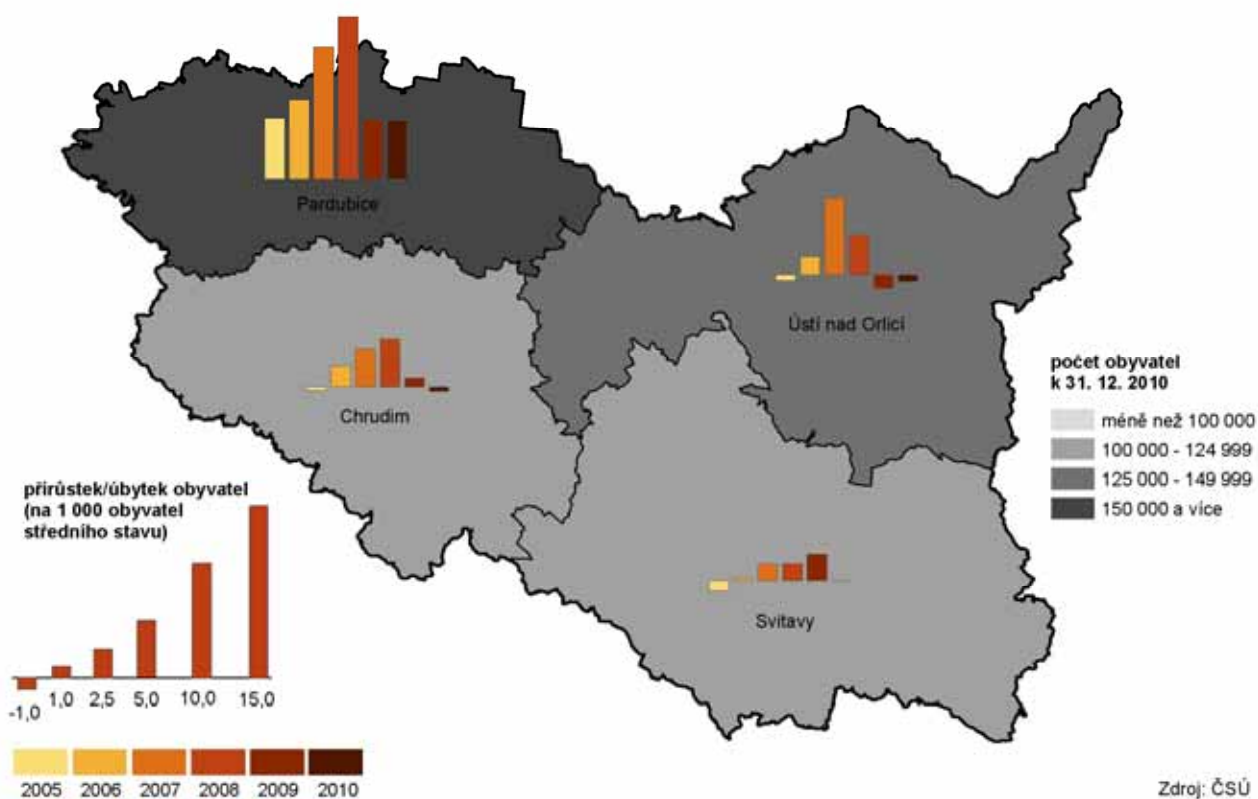 Pardubice
Ústí nad Orlicí
Chrudim
Svitavy
počet obyvatel
k 31. 12. 2010
méně než 100 000
100 000 - 124 999
125 000 - 149 999
150 000 a více
přírůstek/úbytek obyvatel
(na 1 000 obyvatel
středního stavu)
-1,0 1,0 2,5 5,0 10,0 15,0
2005 2006 2007 2008 2009 2010
Zdroj: ČSÚ